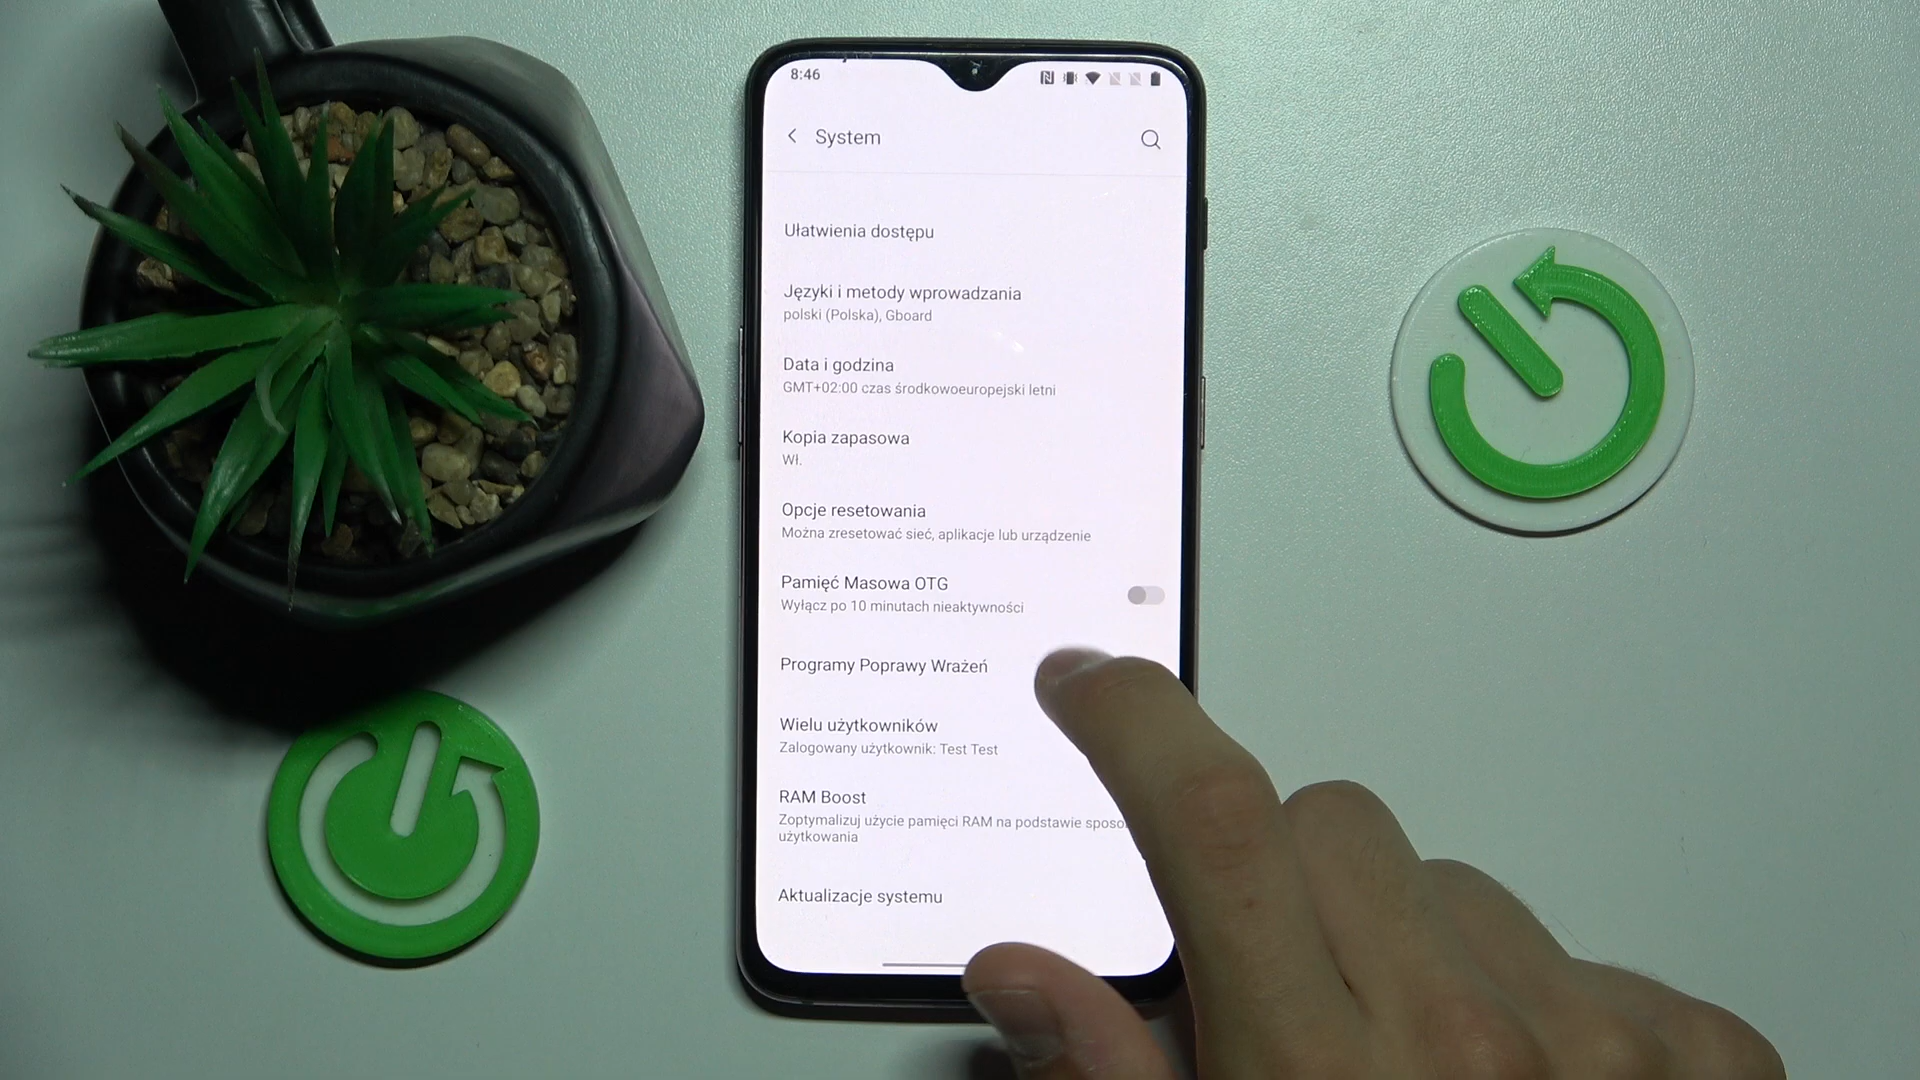 8:46
System
Ułatwienia dostępu
Języki i metody wprowadzania
polski (Polska), Gboard
Data i godzina
GMT+02:00 czas środkowoeuropejski letni
Kopia zapasowa
Wł.
Opcje resetowania
Można zresetować sieć, aplikacje lub urządzenie
Pamięć Masowa OTG
Wyłącz po 10 minutach nieaktywności
Programy Poprawy Wrażeń
Wielu użytkowników
Zalogowany użytkownik: Test Test
RAM Boost
Zoptymalizuj użycie pamięci RAM na podstawie
użytkowania
Aktualizacje systemu